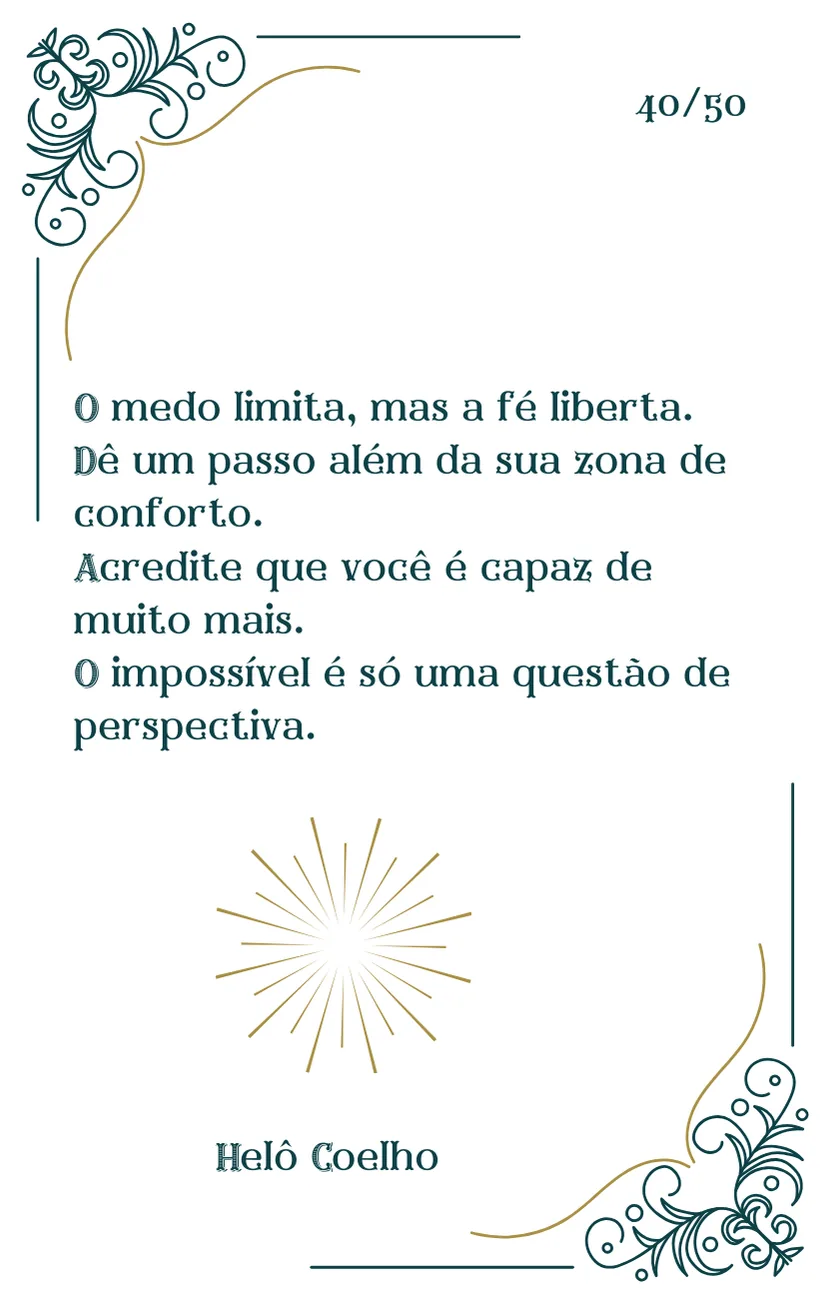 40/50
O medo limita, mas a fé liberta.
Dê um passo além da sua zona de
conforto.
Acredite que você é capaz de
muito mais.
O impossível é só uma questão de
perspectiva.
Helô Coelho